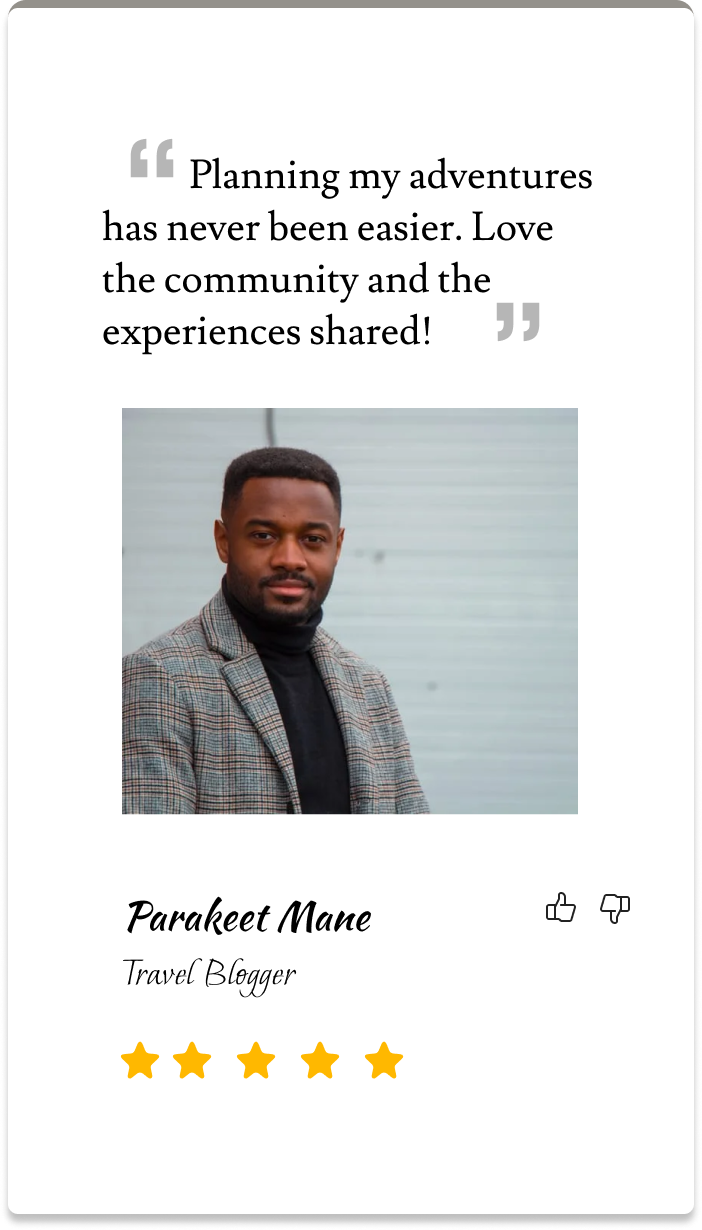 “ Planning my adventures
has never been easier. Love
the community and the
experiences shared! ”
Parakeet Mane
Travel Blogger